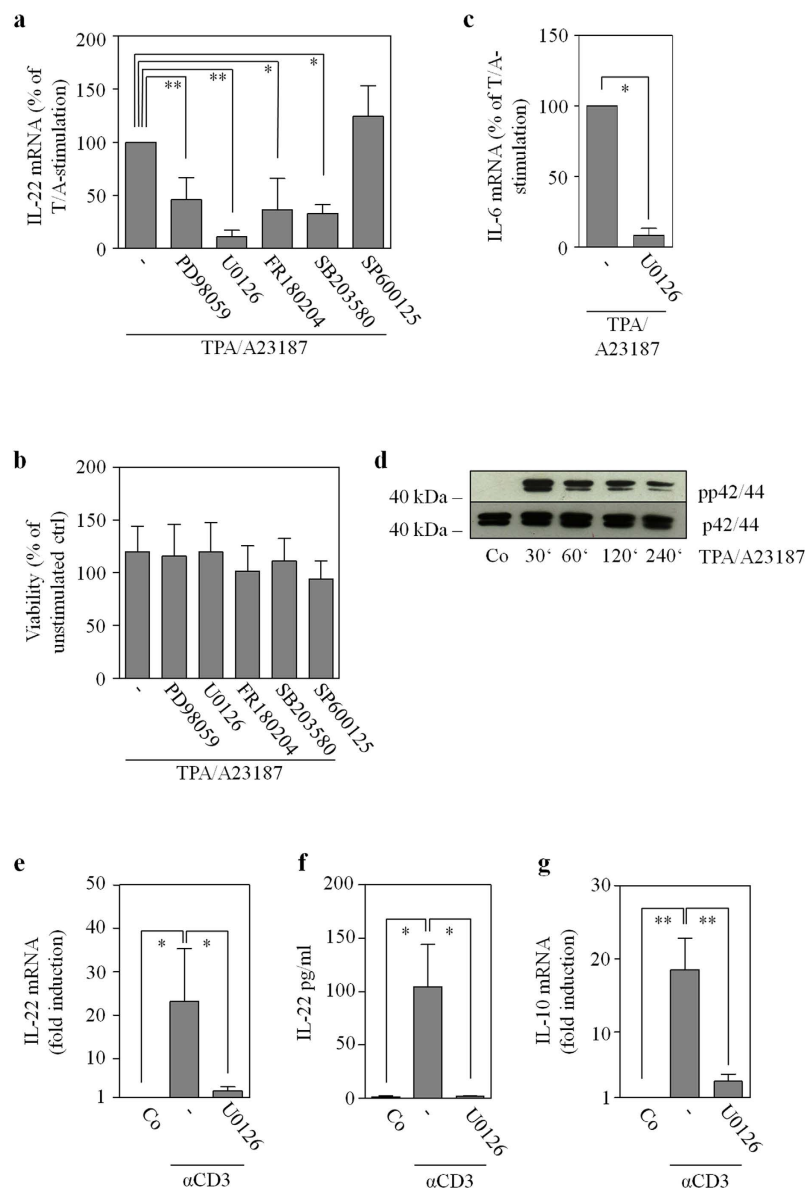 a
IL-22 mRNA (% of
T/A-stimulation)
200
150
100
50
0
** ** * *
- PD98059 U0126 FR180204 SB203580 SP600125
TPA/A23187
c
IL-6 mRNA (% of T/A-
stimulation)
150
100
50
0
*
- U0126
TPA/
A23187
b
Viability (% of
unstimulated ctrl)
200
150
100
50
0
- PD98059 U0126 FR180204 SB203580 SP600125
TPA/A23187
d
40 kDa – pp42/44
40 kDa – p42/44
Co 30‘ 60‘ 120‘ 240‘ TPA/A23187
e
IL-22 mRNA
(fold induction)
50
40
30
20
10
1
* *
Co - U0126
αCD3
f
IL-22 pg/ml
200
150
100
50
0
* *
Co - U0126
αCD3
g
IL-10 mRNA
(fold induction)
30
20
10
1
** **
Co - U0126
αCD3